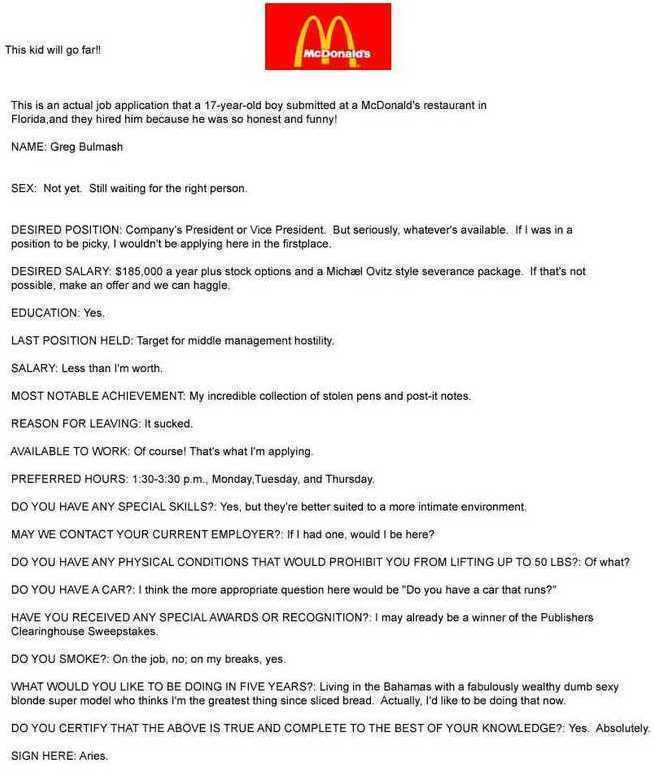 McDonald's
This kid will go far!!
This is an actual job application that a 17-year-old boy submitted at a McDonald's restaurant in
Florida,and they hired him because he was so honest and funny!
NAME: Greg Bulmash
SEX: Not yet. Still waiting for the right person.
DESIRED POSITION: Company's President or Vice President. But seriously, whatever's available. If I was in a
position to be picky, I wouldn't be applying here in the firstplace.
DESIRED SALARY: $185,000 a year plus stock options and a Michæl Ovitz style severance package. If that's not
possible, make an offer and we can haggle.
EDUCATION: Yes.
LAST POSITION HELD: Target for middle management hostility.
SALARY: Less than I'm worth.
MOST NOTABLE ACHIEVEMENT: My incredible collection of stolen pens and post-it notes.
REASON FOR LEAVING: It sucked.
AVAILABLE TO WORK: Of course! That's what I'm applying.
PREFERRED HOURS: 1:30-3:30 p.m., Monday,Tuesday, and Thursday.
DO YOU HAVE ANY SPECIAL SKILLS?: Yes, but they're better suited to a more intimate environment.
MAY WE CONTACT YOUR CURRENT EMPLOYER?: If I had one, would I be here?
DO YOU HAVE ANY PHYSICAL CONDITIONS THAT WOULD PROHIBIT YOU FROM LIFTING UP TO 50 LBS?: Of what?
DO YOU HAVE A CAR?: I think the more appropriate question here would be "Do you have a car that runs?"
HAVE YOU RECEIVED ANY SPECIAL AWARDS OR RECOGNITION?: I may already be a winner of the Publishers
Clearinghouse Sweepstakes.
DO YOU SMOKE?: On the job, no; on my breaks, yes.
WHAT WOULD YOU LIKE TO BE DOING IN FIVE YEARS?: Living in the Bahamas with a fabulously wealthy dumb sexy
blonde super model who thinks I'm the greatest thing since sliced bread. Actually, I'd like to be doing that now.
DO YOU CERTIFY THAT THE ABOVE IS TRUE AND COMPLETE TO THE BEST OF YOUR KNOWLEDGE?: Yes. Absolutely.
SIGN HERE: Aries.